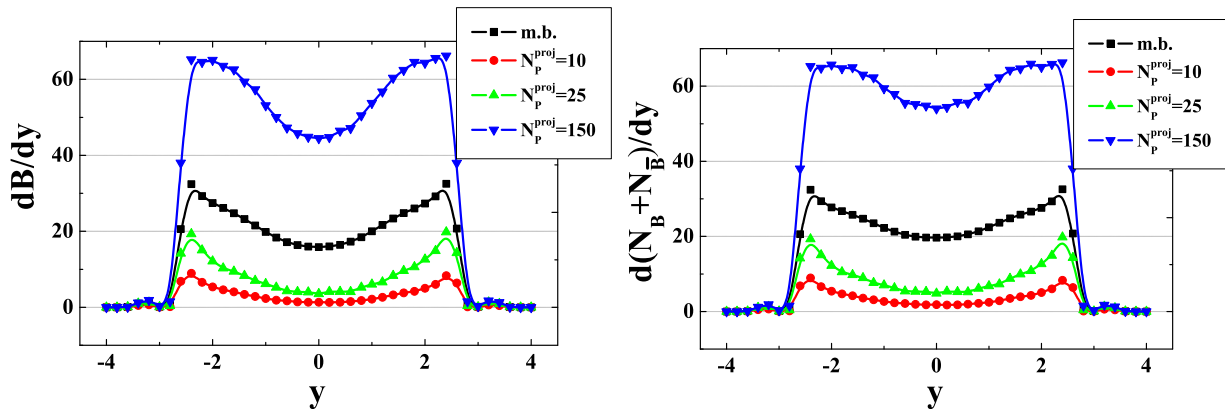 m.b.
N_P^proj=10
N_P^proj=25
N_P^proj=150
dB/dy
60
40
20
0
-4 -2 0 2 4
y
m.b.
N_P^proj=10
N_P^proj=25
N_P^proj=150
d(N_B+N_B̄)/dy
60
40
20
0
-4 -2 0 2 4
y